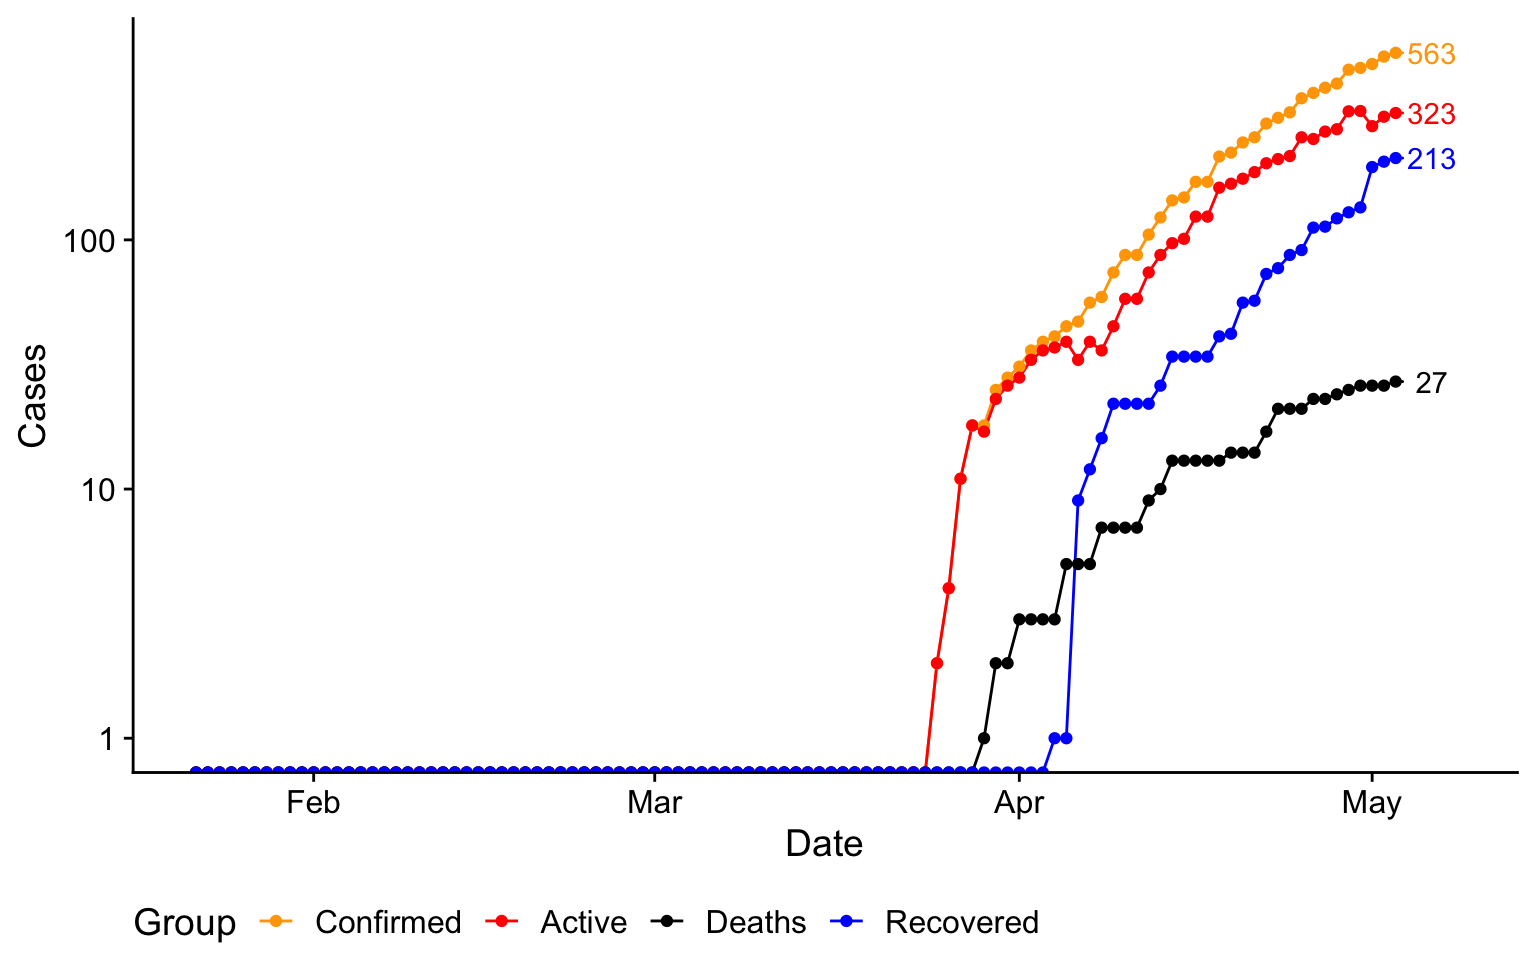 563
323
213
100
27
10
1
Cases
Feb Mar Apr May
Date
Group Confirmed Active Deaths Recovered